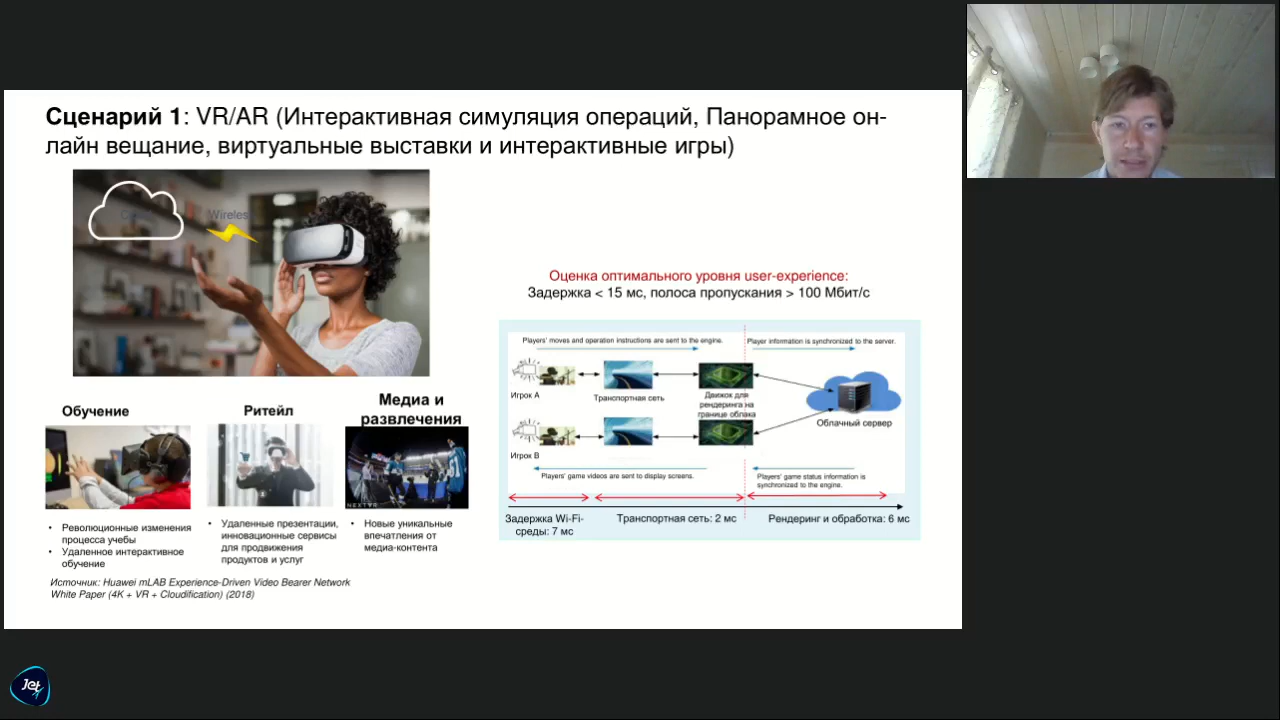 Сценарий 1: VR/AR (Интерактивная симуляция операций, Панорамное он-
лайн вещание, виртуальные выставки и интерактивные игры)
Wireles
Оценка оптимального уровня user-experience:
Задержка < 15 мс, полоса пропускания > 100 Мбит/с
Players' moves and operation instructions are sent to the engine.
Player information is synchronized to the server.
Игрок А
Транспортная сеть
Движок для
рендеринга на
границе облака
Облачный сервер
Игрок В
Players' game videos are sent to display screens.
Players' game status information is
synchronized to the engine.
Задержка Wi-Fi-
среды: 7 мс
Транспортная сеть: 2 мс
Рендеринг и обработка: 6 мс
Обучение
Ритейл
Медиа и
развлечения
NEXTVR
• Революционные изменения
процесса учебы
• Удаленное интерактивное
обучение
• Удаленные презентации,
инновационные сервисы
для продвижения
продуктов и услуг
• Новые уникальные
впечатления от
медиа-контента
Источник: Huawei mLAB Experience-Driven Video Bearer Network
White Paper (4K + VR + Cloudification) (2018)
Jet